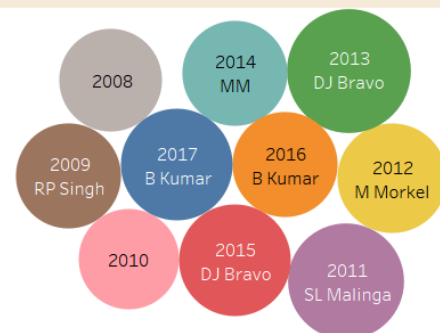 2008
2014
MM
2013
DJ Bravo
2009
RP Singh
2017
B Kumar
2016
B Kumar
2012
M Morkel
2010
2015
DJ Bravo
2011
SL Malinga